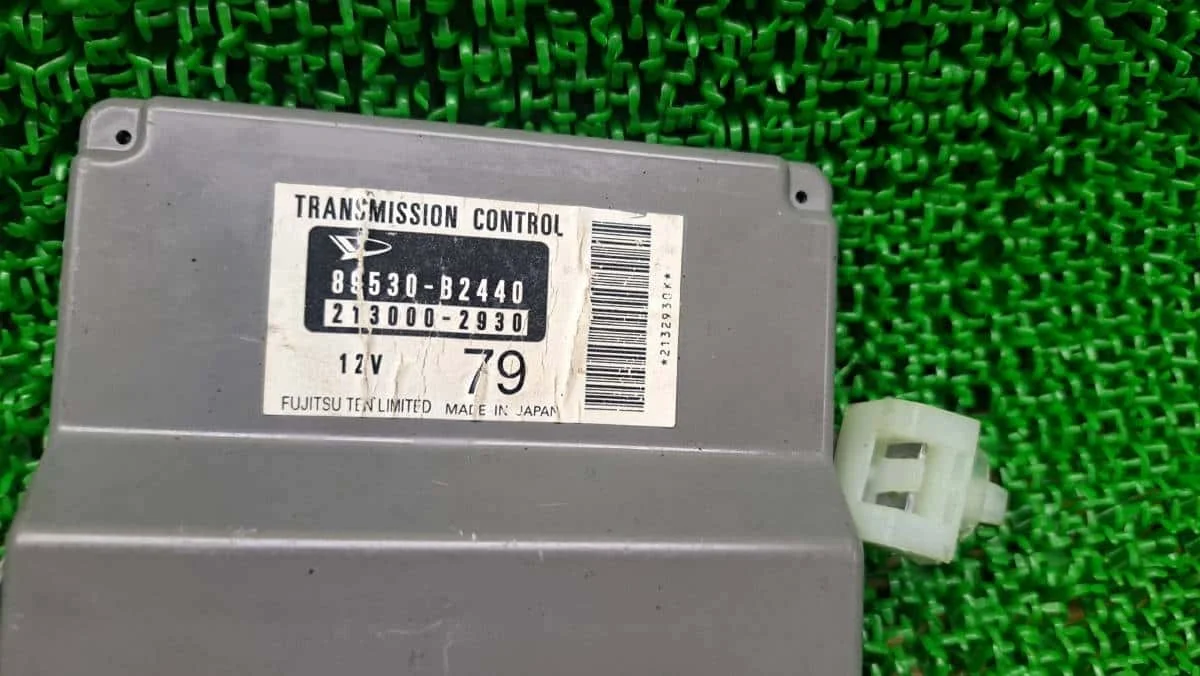 TRANSMISSION CONTROL
89530-B2440
213000-2930
12V 79
FUJITSU TEN LIMITED MADE IN JAPAN
*2132930K*